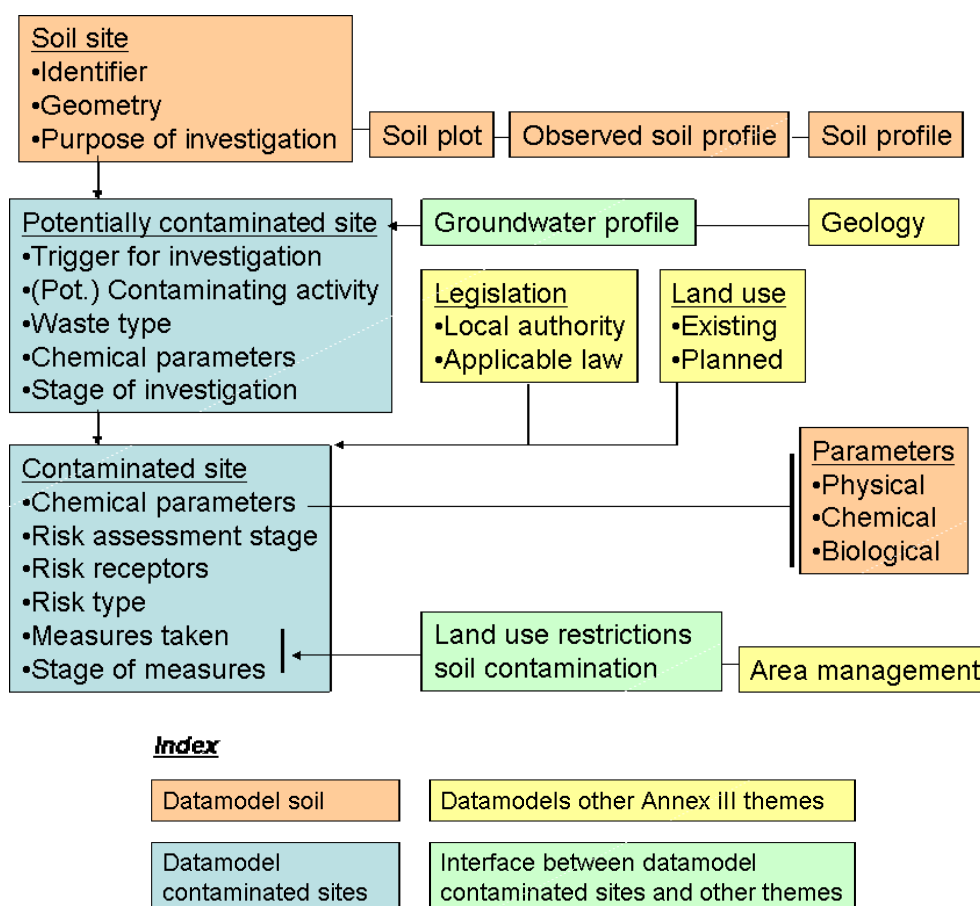 Soil site
•Identifier
•Geometry
•Purpose of investigation
Soil plot
Observed soil profile
Soil profile
Potentially contaminated site
•Trigger for investigation
•(Pot.) Contaminating activity
•Waste type
•Chemical parameters
•Stage of investigation
Groundwater profile
Geology
Legislation
•Local authority
•Applicable law
Land use
•Existing
•Planned
Contaminated site
•Chemical parameters
•Risk assessment stage
•Risk receptors
•Risk type
•Measures taken
•Stage of measures
Parameters
•Physical
•Chemical
•Biological
Land use restrictions
soil contamination
Area management
Index
Datamodel soil
Datamodels other Annex iii themes
Datamodel
contaminated sites
Interface between datamodel
contaminated sites and other themes